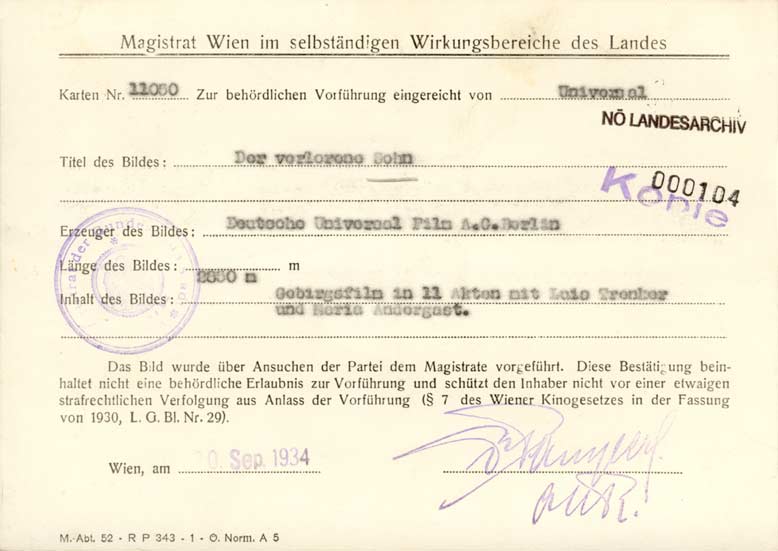 Magistrat Wien im selbständigen Wirkungsbereiche des Landes
Karten Nr. 11050 Zur behördlichen Vorführung eingereicht von Universal
NÖ LANDESARCHIV
Titel des Bildes: Der verlorene Sohn
000104
Kopie
Erzeuger des Bildes: Deutsche Universal Film A.G.Berlin
Länge des Bildes: m
m
Inhalt des Bildes: Gebirgsfilm in 11 Akten mit Luis Trenker
und Maria Andergast.
Das Bild wurde über Ansuchen der Partei dem Magistrate vorgeführt. Diese Bestätigung bein-
haltet nicht eine behördliche Erlaubnis zur Vorführung und schützt den Inhaber nicht vor einer etwaigen
strafrechtlichen Verfolgung aus Anlass der Vorführung (§ 7 des Wiener Kinogesetzes in der Fassung
von 1930, L. G. Bl. Nr. 29).
Wien, am Sep. 1934
M.-Abt. 52 - R P 343 - 1 - Ö. Norm. A 5